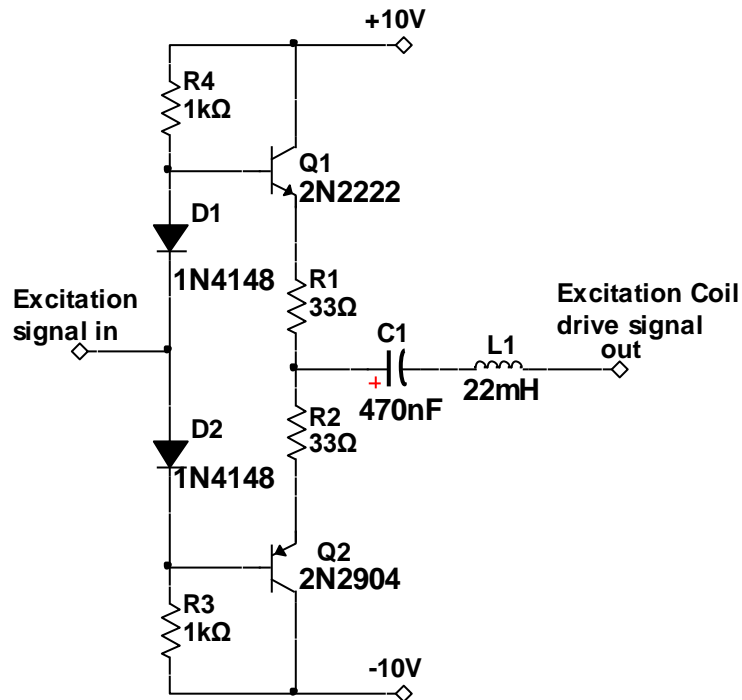 +10V
R4
1kΩ
Q1
2N2222
D1
1N4148
R1
33Ω
Excitation
signal in
Excitation Coil
drive signal
out
C1
+
470nF
L1
22mH
R2
33Ω
D2
1N4148
Q2
2N2904
R3
1kΩ
-10V